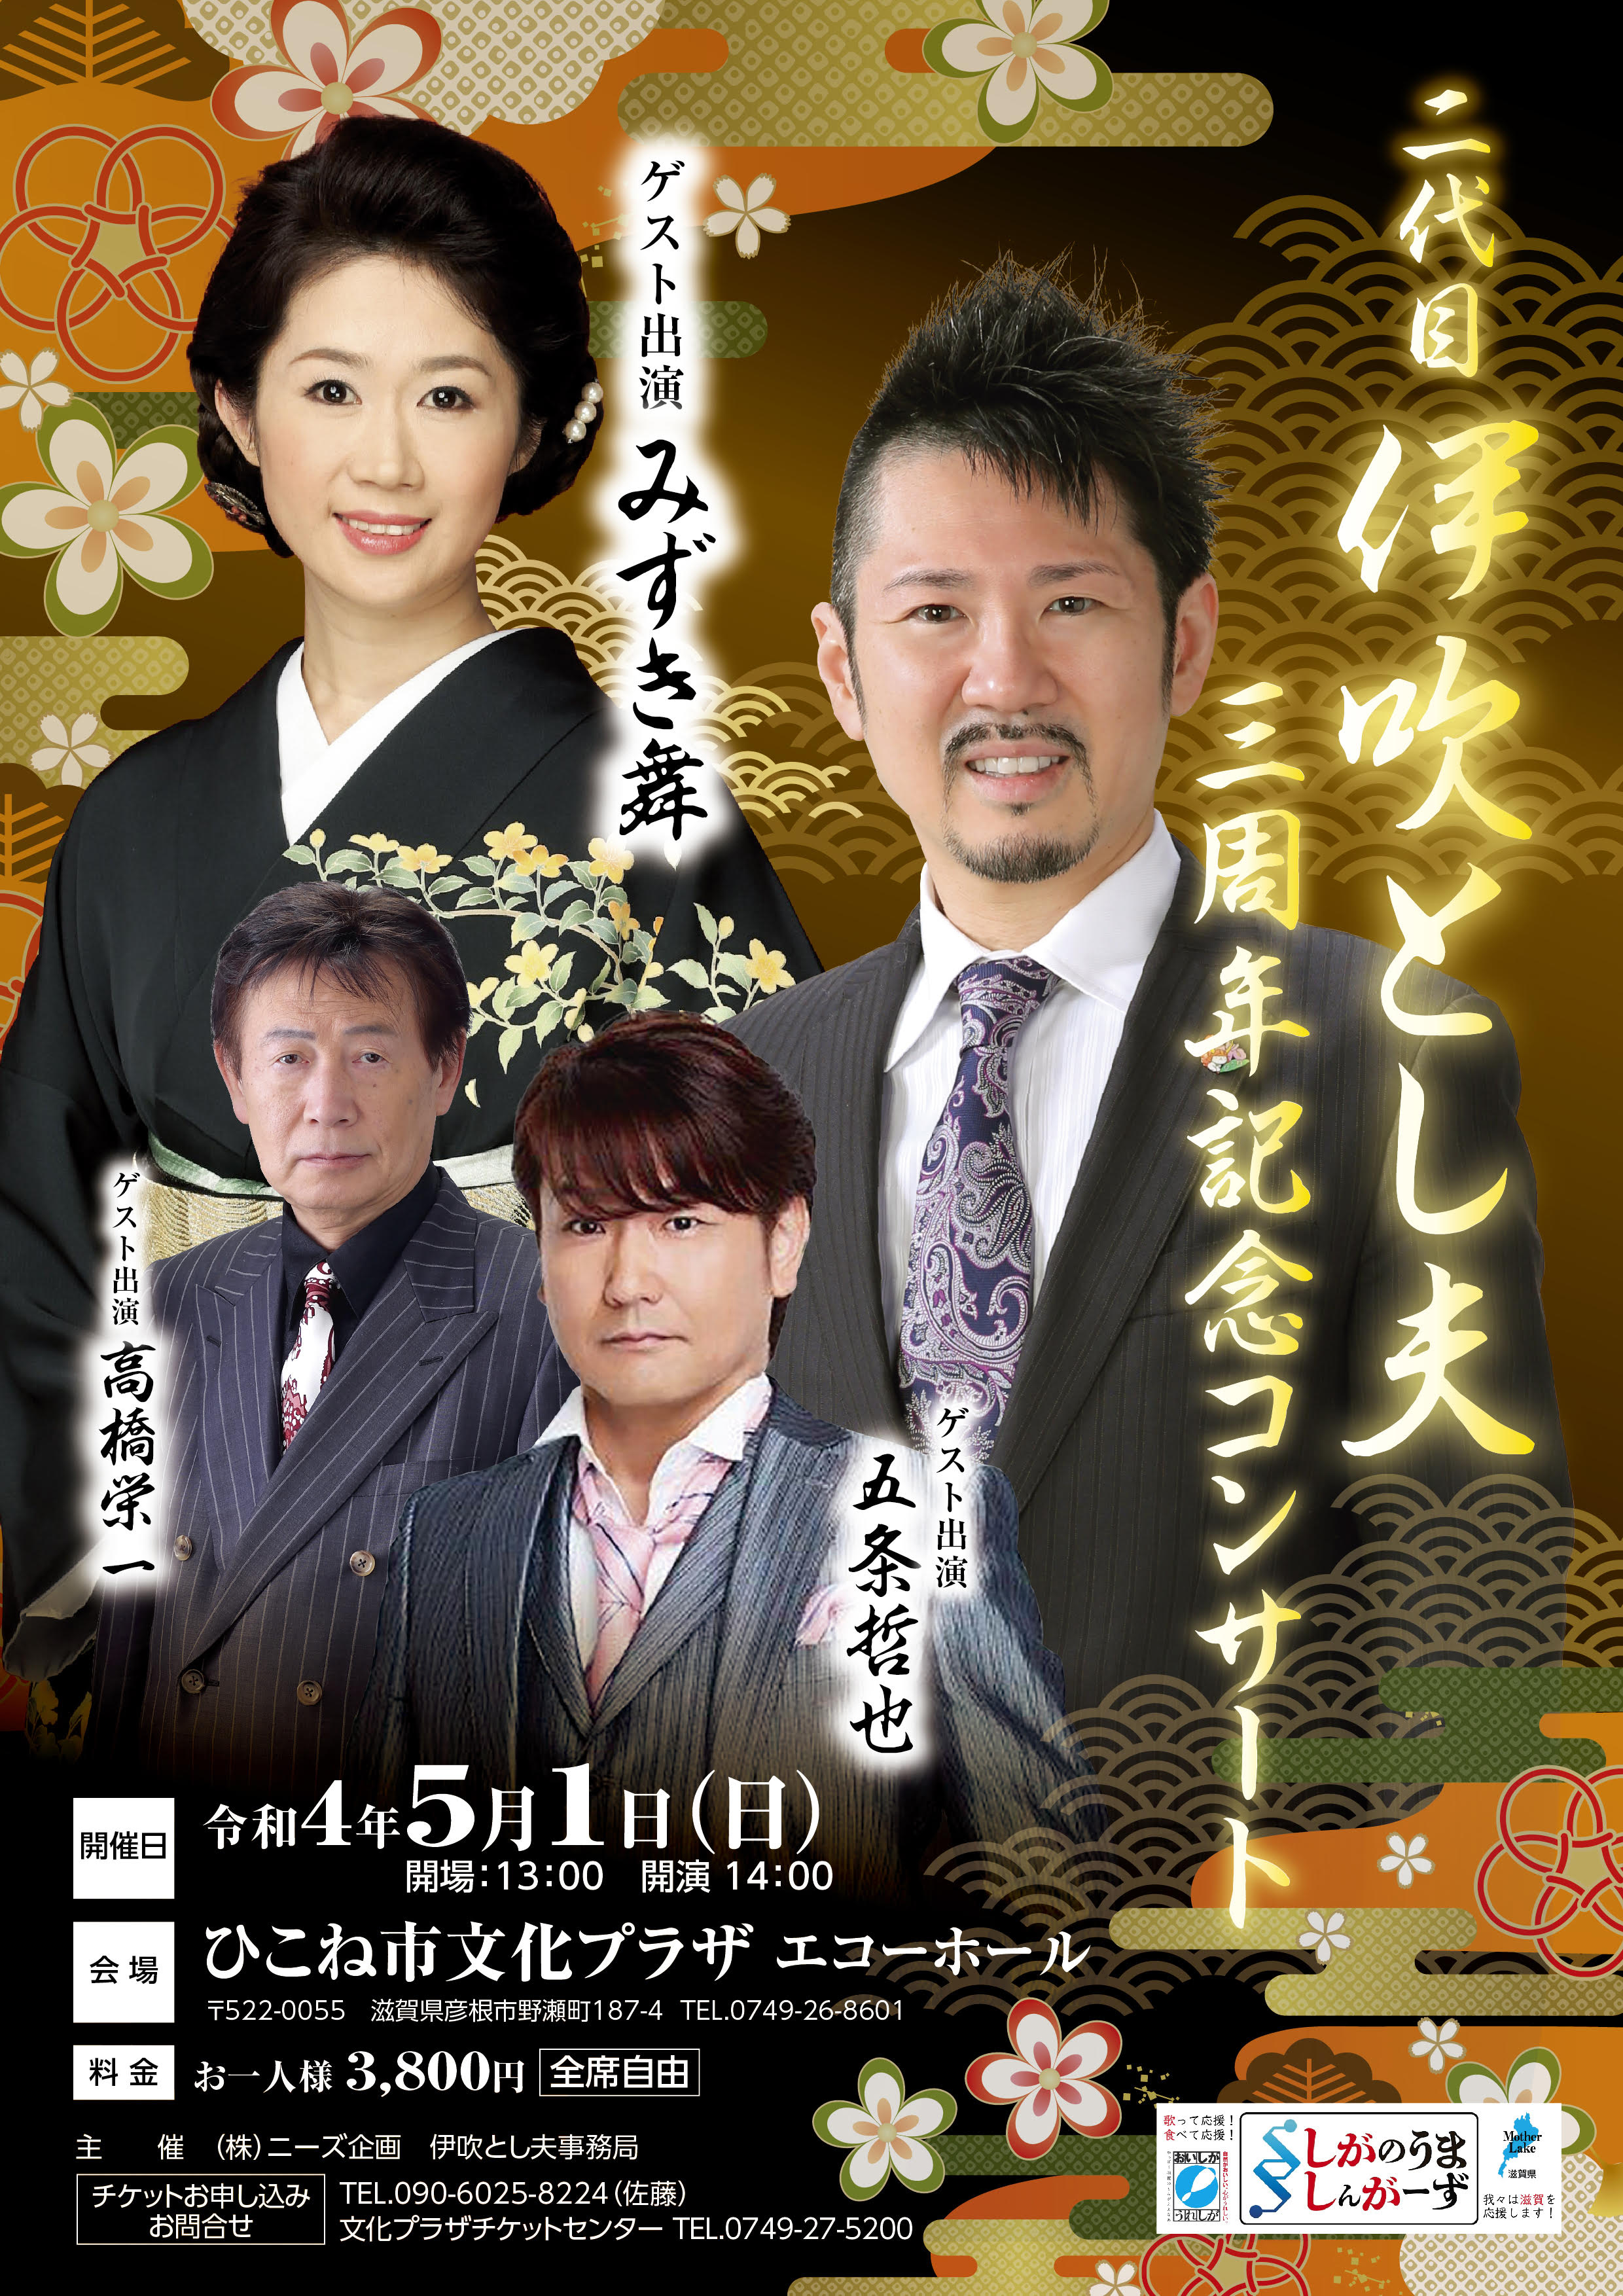 二代目 伊吹とし夫
三周年記念コンサート
ゲスト出演 みずき舞
ゲスト出演 高橋栄一
ゲスト出演
五条哲也
開催日 令和4年5月1日(日)
開場:13:00 開演 14:00
会場 ひこね市文化プラザ エコーホール
〒522-0055 滋賀県彦根市野瀬町187-4 TEL.0749-26-8601
料金 お一人様 3,800円 全席自由
主催 (株)ニーズ企画 伊吹とし夫事務局
チケットお申し込み
お問合せ
TEL.090-6025-8224(佐藤)
文化プラザチケットセンター TEL.0749-27-5200
歌って応援!
食べて応援!
おいしが
うれしが
しがのうま
しんがーず
Mother
Lake
滋賀県
我々は滋賀を
応援します!